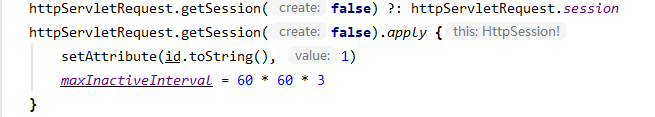 httpServletRequest.getSession( create: false) ?: httpServletRequest.session
httpServletRequest.getSession( create: false).apply { this: HttpSession!
setAttribute(id.toString(), value: 1)
maxInactiveInterval = 60 * 60 * 3
}